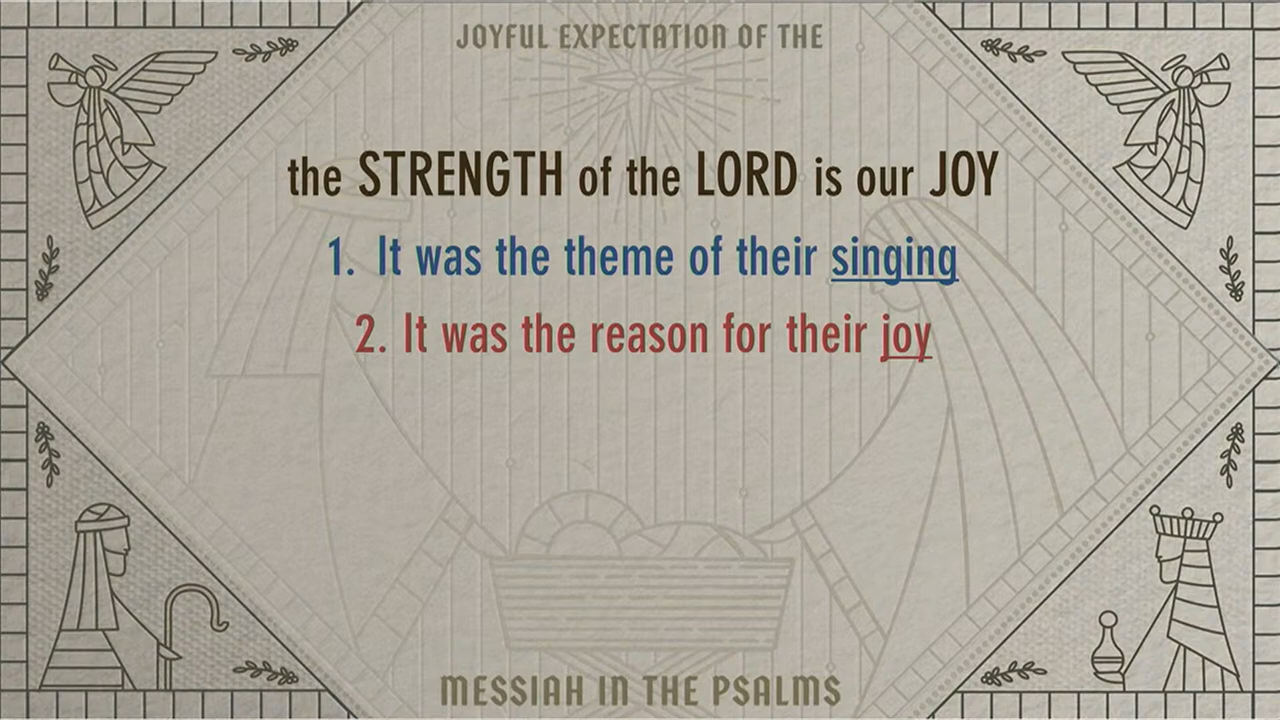 JOYFUL EXPECTATION OF THE
the STRENGTH of the LORD is our JOY
1. It was the theme of their singing
2. It was the reason for their joy
MESSIAH IN THE PSALMS